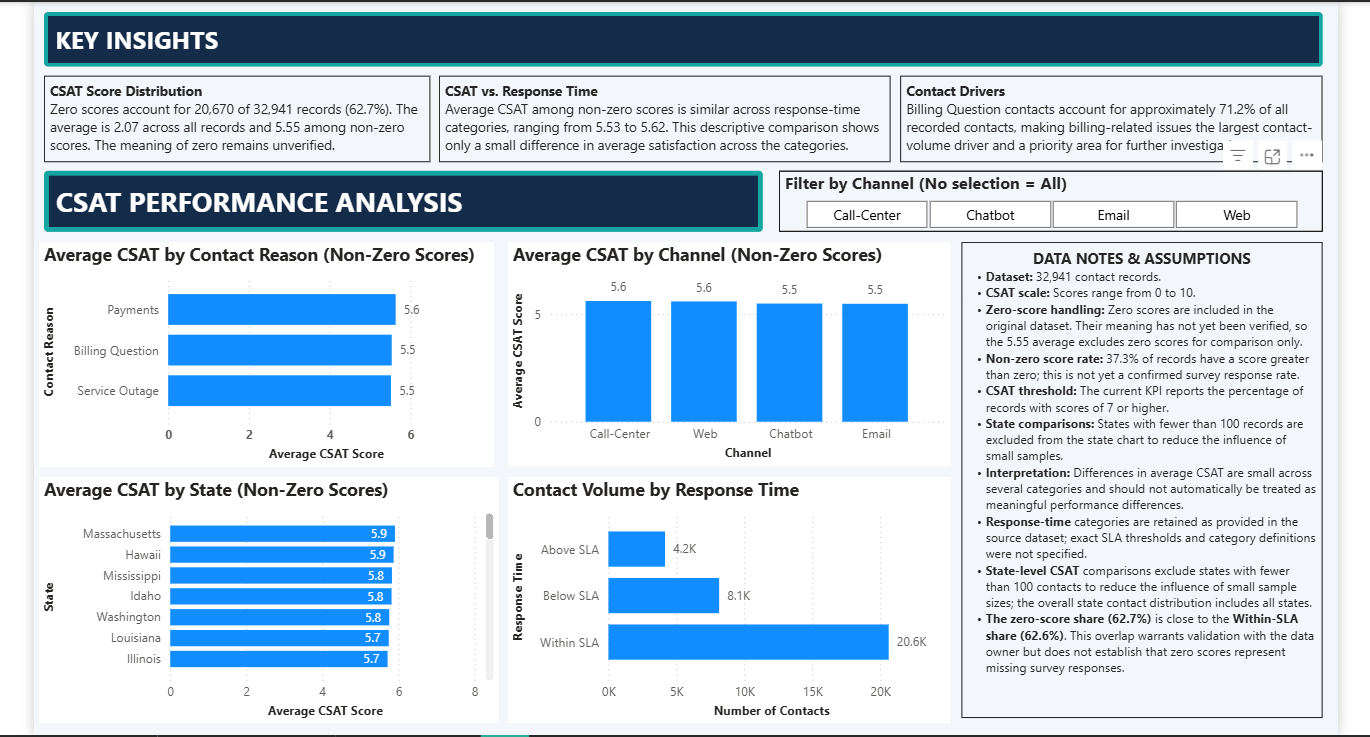 KEY INSIGHTS
CSAT Score Distribution
Zero scores account for 20,670 of 32,941 records (62.7%). The
average is 2.07 across all records and 5.55 among non-zero
scores. The meaning of zero remains unverified.
CSAT vs. Response Time
Average CSAT among non-zero scores is similar across response-time
categories, ranging from 5.53 to 5.62. This descriptive comparison shows
only a small difference in average satisfaction across the categories.
Contact Drivers
Billing Question contacts account for approximately 71.2% of all
recorded contacts, making billing-related issues the largest contact-
volume driver and a priority area for further
CSAT PERFORMANCE ANALYSIS
Filter by Channel (No selection = All)
Call-Center
Chatbot
Email
Web
Average CSAT by Contact Reason (Non-Zero Scores)
Contact Reason
Payments
5.6
Billing Question
5.5
Service Outage
5.5
0
2
4
6
Average CSAT Score
Average CSAT by Channel (Non-Zero Scores)
Average CSAT Score
5
0
5.6
5.6
5.5
5.5
Call-Center
Web
Chatbot
Email
Channel
Average CSAT by State (Non-Zero Scores)
State
Massachusetts
5.9
Hawaii
5.9
Mississippi
5.8
Idaho
5.8
Washington
5.8
Louisiana
5.7
Illinois
5.7
0
2
4
6
8
Average CSAT Score
Contact Volume by Response Time
Response Time
Above SLA
4.2K
Below SLA
8.1K
Within SLA
20.6K
0K
5K
10K
15K
20K
Number of Contacts
DATA NOTES & ASSUMPTIONS
• Dataset: 32,941 contact records.
• CSAT scale: Scores range from 0 to 10.
• Zero-score handling: Zero scores are included in the
original dataset. Their meaning has not yet been verified, so
the 5.55 average excludes zero scores for comparison only.
• Non-zero score rate: 37.3% of records have a score greater
than zero; this is not yet a confirmed survey response rate.
• CSAT threshold: The current KPI reports the percentage of
records with scores of 7 or higher.
• State comparisons: States with fewer than 100 records are
excluded from the state chart to reduce the influence of
small samples.
• Interpretation: Differences in average CSAT are small across
several categories and should not automatically be treated as
meaningful performance differences.
• Response-time categories are retained as provided in the
source dataset; exact SLA thresholds and category definitions
were not specified.
• State-level CSAT comparisons exclude states with fewer
than 100 contacts to reduce the influence of small sample
sizes; the overall state contact distribution includes all states.
• The zero-score share (62.7%) is close to the Within-SLA
share (62.6%). This overlap warrants validation with the data
owner but does not establish that zero scores represent
missing survey responses.